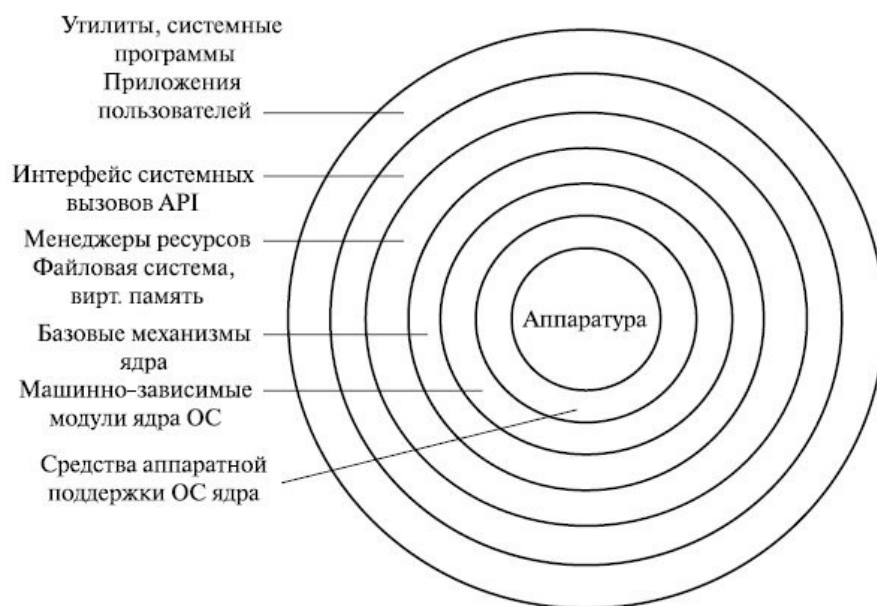 Утилиты, системные
программы
Приложения
пользователей
Интерфейс системных
вызовов API
Менеджеры ресурсов
Файловая система,
вирт. память
Базовые механизмы
ядра
Машинно-зависимые
модули ядра ОС
Средства аппаратной
поддержки ОС ядра
Аппаратура